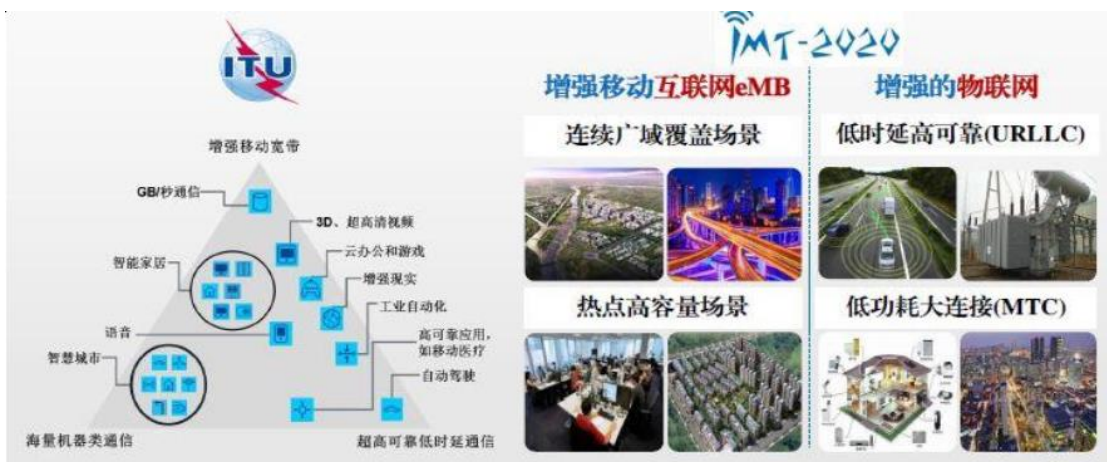 ITU
增强移动宽带
GB/秒通信
3D、超高清视频
云办公和游戏
智能家居
增强现实
工业自动化
语音
高可靠应用,
如移动医疗
智慧城市
自动驾驶
海量机器类通信
超高可靠低时延通信
IMT-2020
增强移动互联网eMB
增强的物联网
连续广域覆盖场景
低时延高可靠(URLLC)
热点高容量场景
低功耗大连接(MTC)